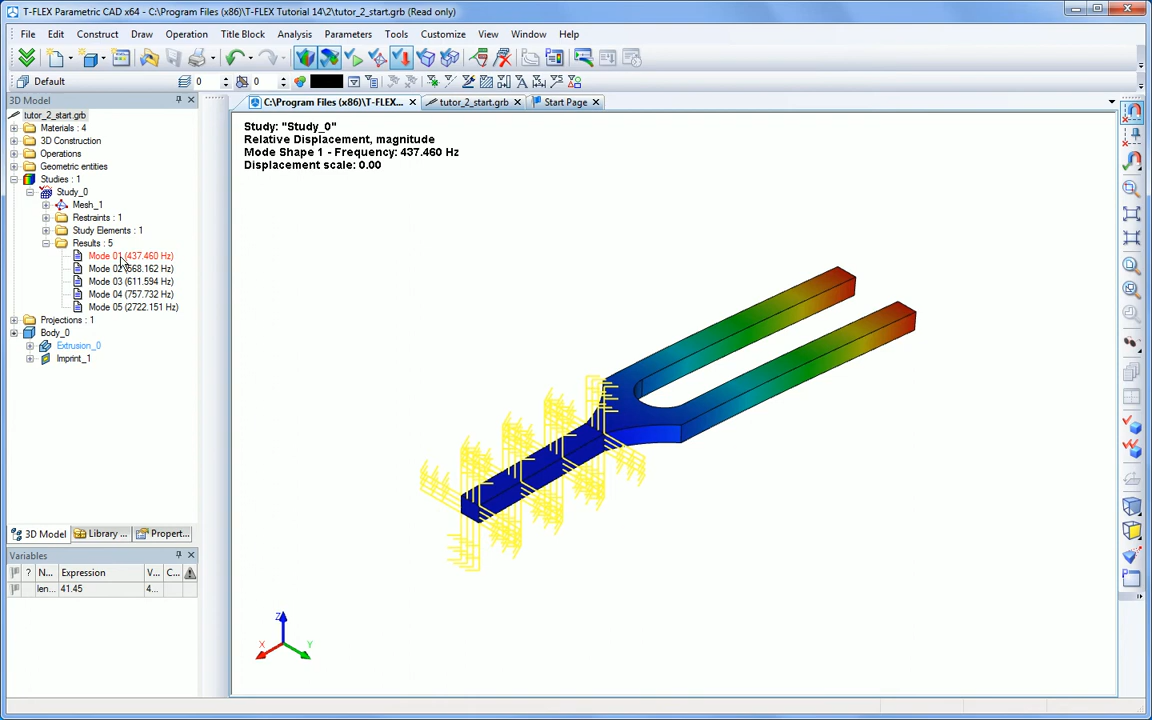 T-FLEX Parametric CAD x64 - C:\Program Files (x86)\T-FLEX Tutorial 14\2\tutor_2_start.grb (Read only)
File Edit Construct Draw Operation Title Block Analysis Parameters Tools Customize View Window Help
Default 0 0
3D Model
C:\Program Files (x86)\T-FLEX... tutor_2_start.grb Start Page
tutor_2_start.grb
Materials : 4
3D Construction
Operations
Geometric entities
Studies : 1
Study_0
Mesh_1
Restraints : 1
Study Elements : 1
Results : 5
Mode 01 (437.460 Hz)
Mode 02 (568.162 Hz)
Mode 03 (611.594 Hz)
Mode 04 (757.732 Hz)
Mode 05 (2722.151 Hz)
Projections : 1
Body_0
Extrusion_0
Imprint_1
Study: "Study_0"
Relative Displacement, magnitude
Mode Shape 1 - Frequency: 437.460 Hz
Displacement scale: 0.00
3D Model Library ... Propert...
Variables
? N... Expression V... C...
len... 41.45 4...
Z
X Y